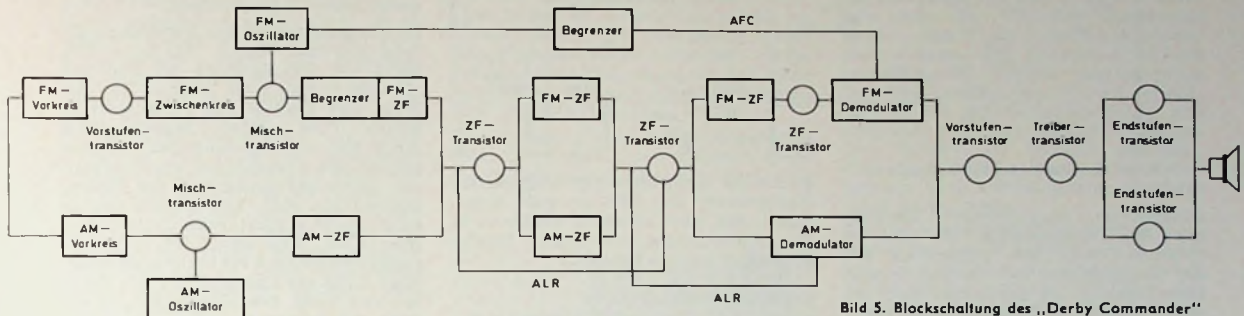 FM–
Oszillator
Begrenzer
AFC
FM–
Vorkreis
FM–
Zwischenkreis
Begrenzer
FM–
ZF
FM–ZF
FM–ZF
FM–
Demodulator
Vorstufen–
transistor
Misch–
transistor
ZF–
Transistor
ZF–
Transistor
ZF–
Transistor
Vorstufen–
transistor
Treiber–
transistor
Endstufen–
transistor
Misch–
transistor
Endstufen–
transistor
AM–
Vorkreis
AM–ZF
AM–ZF
AM–
Demodulator
AM–
Oszillator
ALR
ALR
Bild 5. Blockschaltung des „Derby Commander"